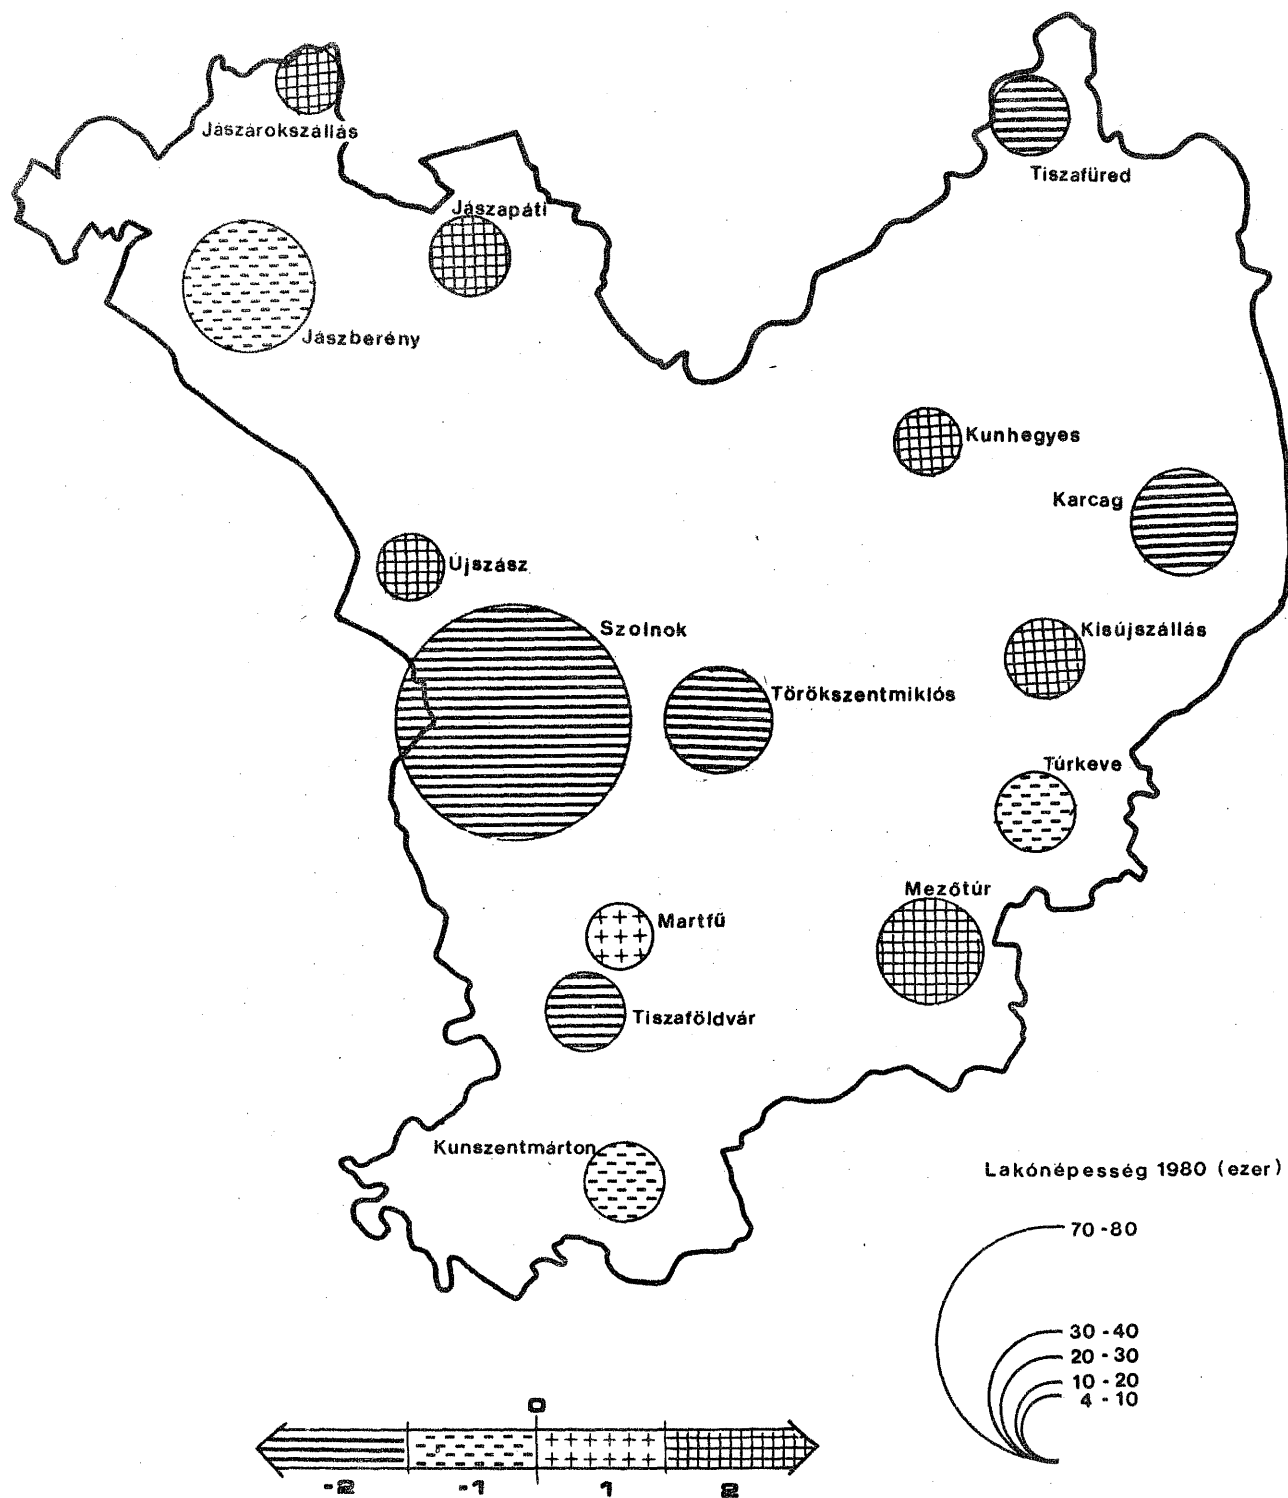 Jászárokszállás
Tiszafüred
Jászapáti
Jászberény
Kunhegyes
Karcag
Újszász
Szolnok
Kisújszállás
Törökszentmiklós
Túrkeve
Mezőtúr
Martfű
Tiszaföldvár
Kunszentmárton
Lakónépesség 1980 (ezer)
70 - 80
30 - 40
20 - 30
10 - 20
4 - 10
0
-2 -1 1 2